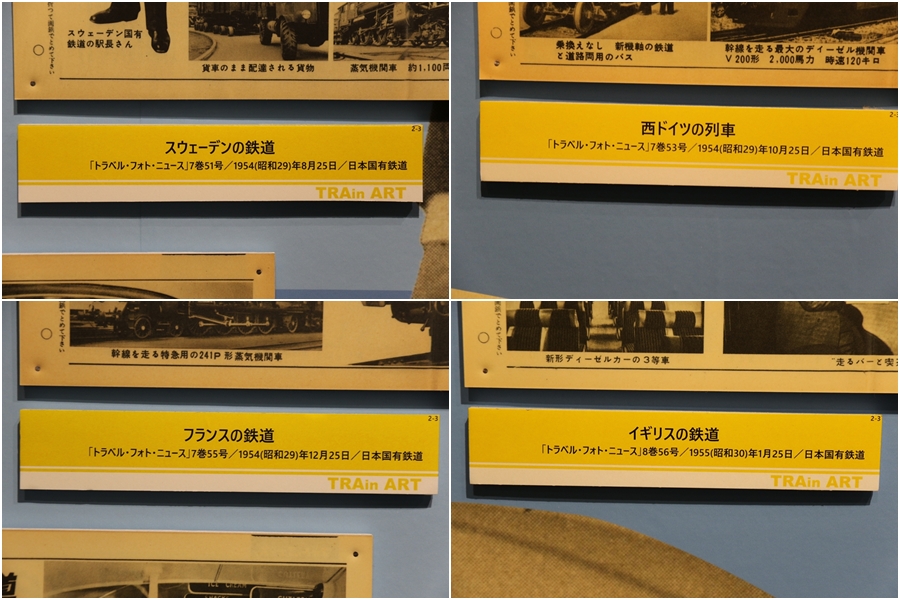 スウェーデン国有
鉄道の駅長さん
貨車のまま配達される貨物
蒸気機関車 約1,100両
2-3
スウェーデンの鉄道
「トラベル・フォト・ニュース」7巻51号／1954(昭和29)年8月25日／日本国有鉄道
TRAin ART
乗換えなし 新機軸の鉄道
と道路両用のバス
幹線を走る最大のディーゼル機関車
V200形 2,000馬力 時速120キロ
2-3
西ドイツの列車
「トラベル・フォト・ニュース」7巻53号／1954(昭和29)年10月25日／日本国有鉄道
TRAin ART
幹線を走る特急用の241P形蒸気機関車
2-3
フランスの鉄道
「トラベル・フォト・ニュース」7巻55号／1954(昭和29)年12月25日／日本国有鉄道
TRAin ART
ICE CREAM
新形ディーゼルカーの3等車
"走るバーと喫
2-3
イギリスの鉄道
「トラベル・フォト・ニュース」8巻56号／1955(昭和30)年1月25日／日本国有鉄道
TRAin ART